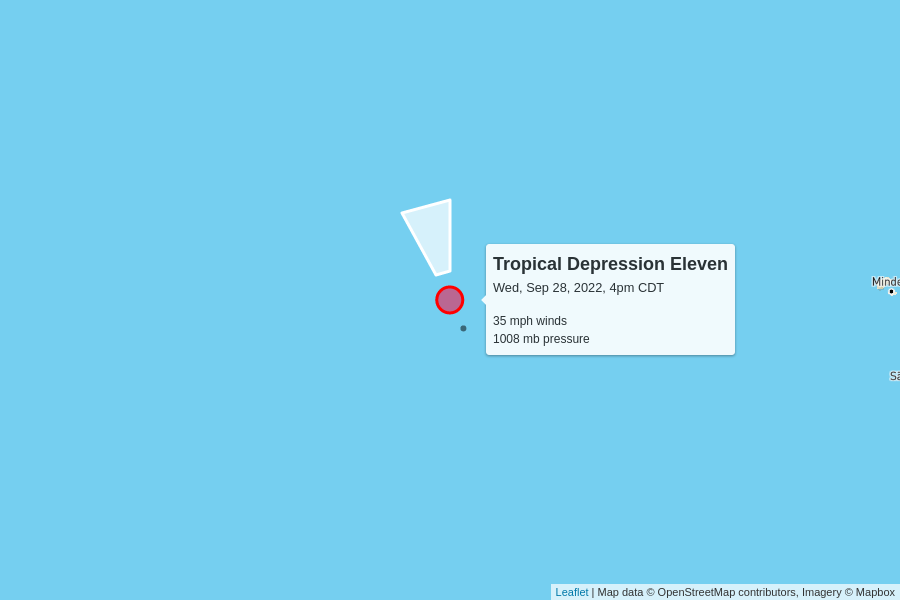 Tropical Depression Eleven
Wed, Sep 28, 2022, 4pm CDT
35 mph winds
1008 mb pressure
Minde
Sã
Leaflet | Map data © OpenStreetMap contributors, Imagery © Mapbox